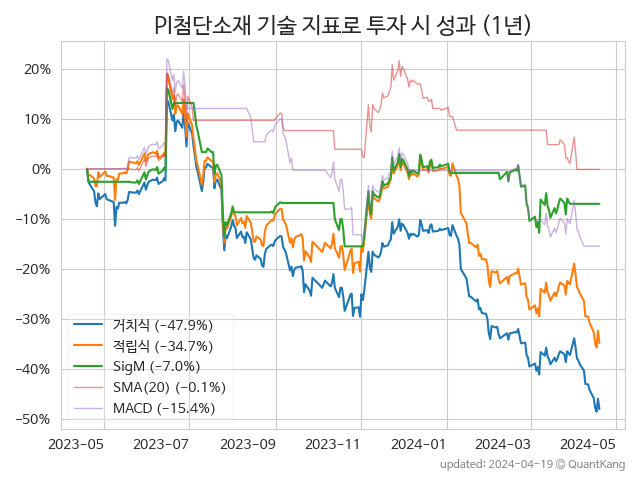 PI첨단소재 기술 지표로 투자 시 성과 (1년)
20%
10%
0%
−10%
−20%
−30%
−40%
−50%
거치식 (−47.9%)
적립식 (−34.7%)
SigM (−7.0%)
SMA(20) (−0.1%)
MACD (−15.4%)
2023−05 2023−07 2023−09 2023−11 2024−01 2024−03 2024−05
updated: 2024−04−19 © QuantKang